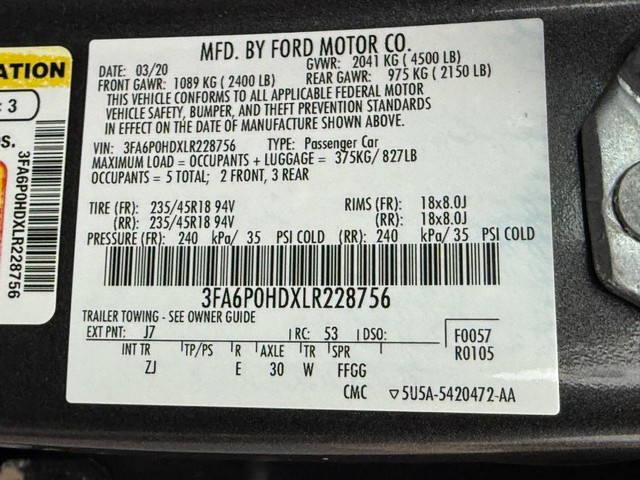 MFD. BY FORD MOTOR CO.
DATE: 03/20 GVWR: 2041 KG (4500 LB)
FRONT GAWR: 1089 KG (2400 LB) REAR GAWR: 975 KG (2150 LB)
THIS VEHICLE CONFORMS TO ALL APPLICABLE FEDERAL MOTOR
VEHICLE SAFETY, BUMPER, AND THEFT PREVENTION STANDARDS
IN EFFECT ON THE DATE OF MANUFACTURE SHOWN ABOVE.
VIN: 3FA6P0HDXLR228756 TYPE: Passenger Car
MAXIMUM LOAD = OCCUPANTS + LUGGAGE = 375KG/ 827LB
OCCUPANTS = 5 TOTAL; 2 FRONT, 3 REAR
TIRE (FR): 235/45R18 94V RIMS (FR): 18x8.0J
(RR): 235/45R18 94V (RR): 18x8.0J
PRESSURE (FR): 240 kPa/ 35 PSI COLD (RR): 240 kPa/ 35 PSI COLD
3FA6P0HDXLR228756
TRAILER TOWING - SEE OWNER GUIDE
EXT PNT: J7 RC: 53 DSO: F0057
R0105
INT TR TP/PS R AXLE TR SPR
ZJ E 30 W FFGG
CMC ▽5U5A-5420472-AA
ATION
: 3
3FA6P0HDXLR228756